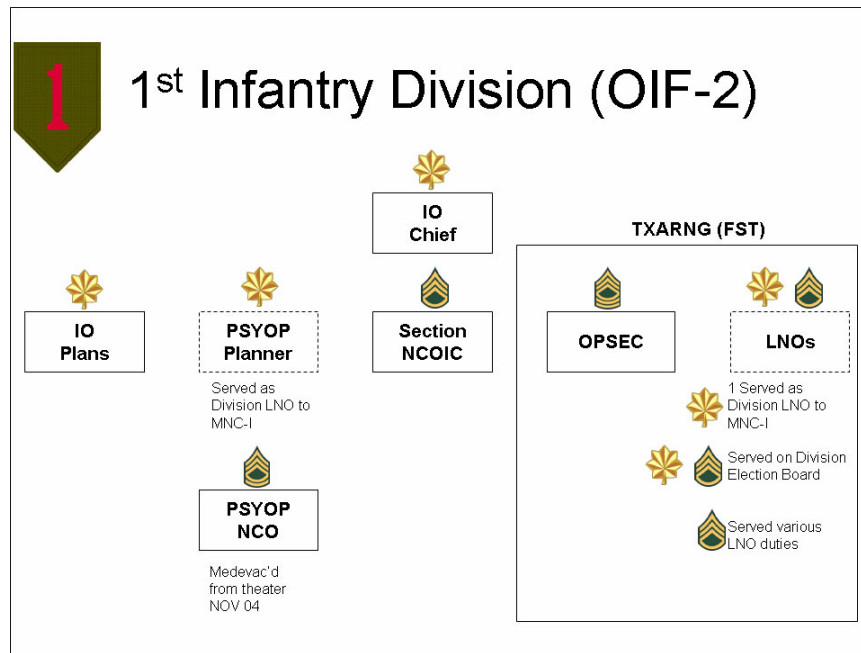 1
1st Infantry Division (OIF-2)
IO
Chief
TXARNG (FST)
IO
Plans
PSYOP
Planner
Section
NCOIC
OPSEC
LNOs
Served as
Division LNO to
MNC-I
1 Served as
Division LNO to
MNC-I
Served on Division
Election Board
PSYOP
NCO
Served various
LNO duties
Medevac'd
from theater
NOV 04